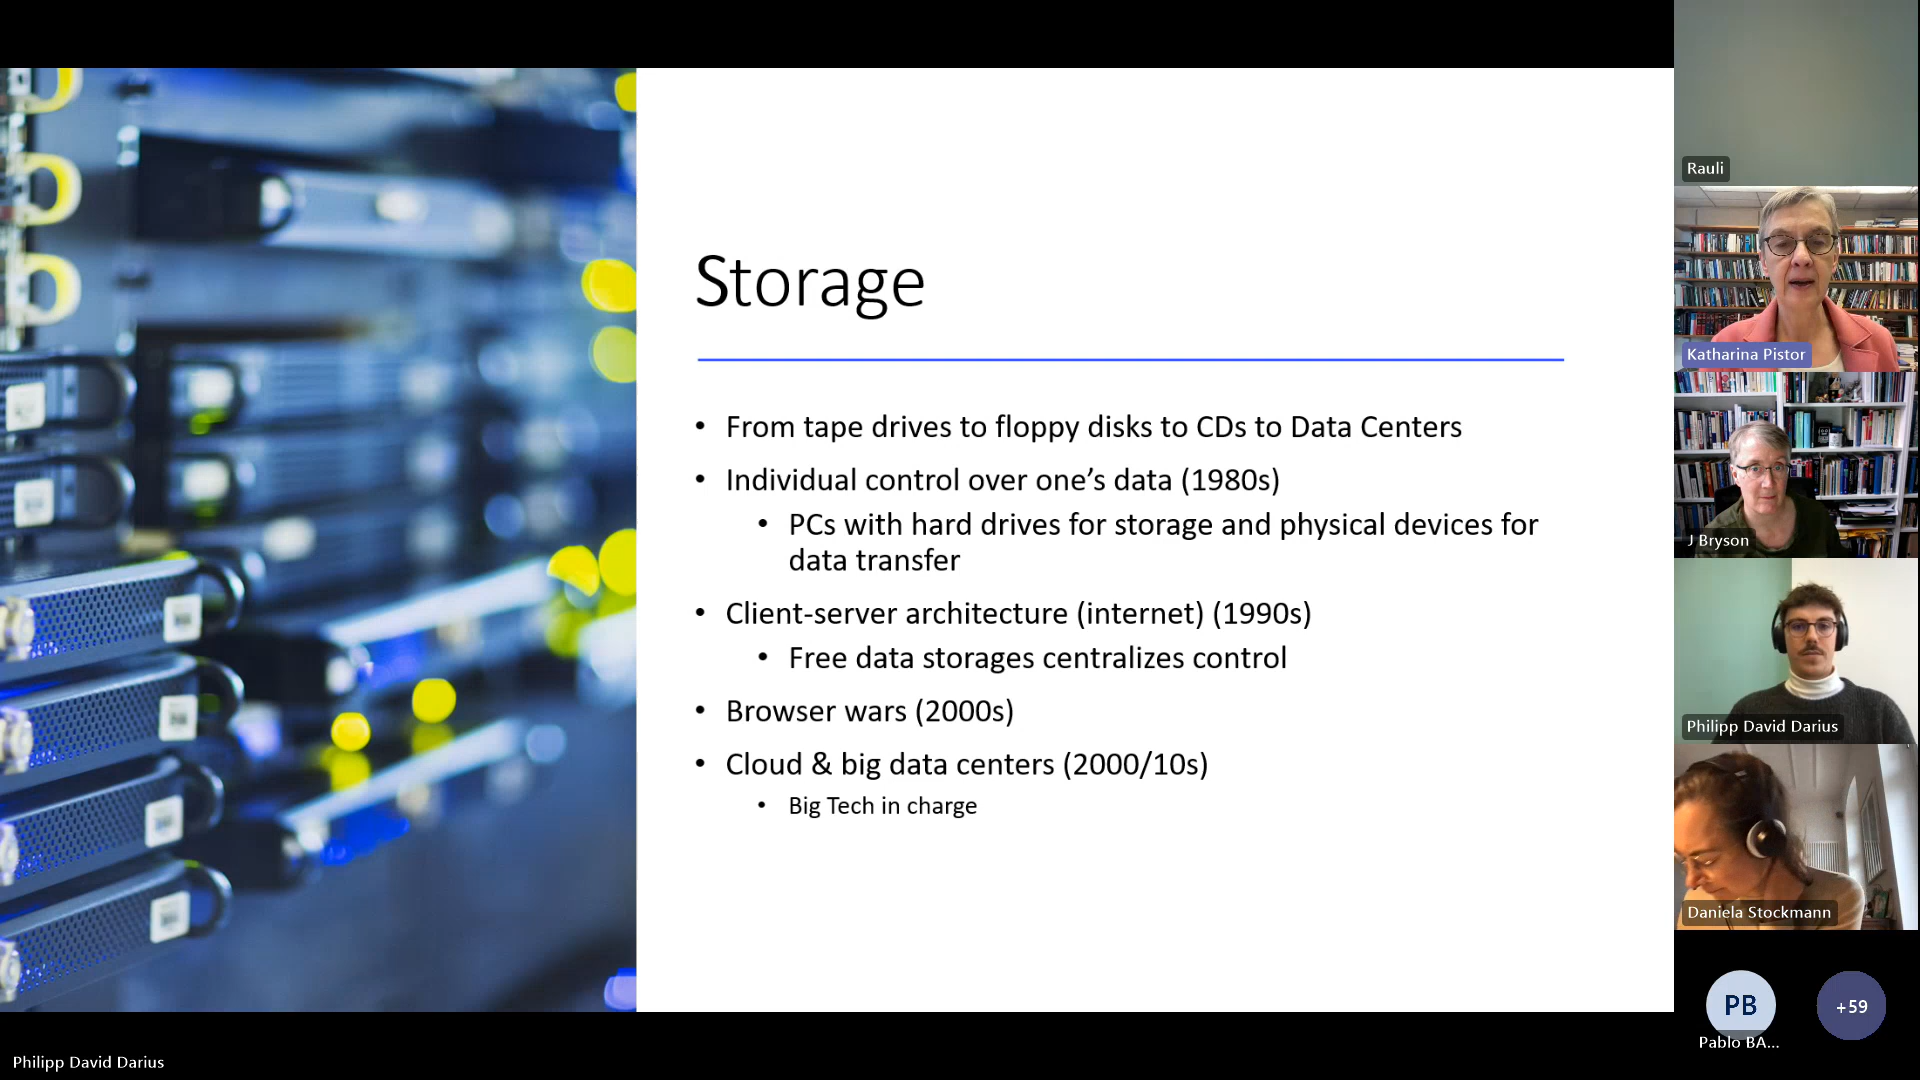 Storage
• From tape drives to floppy disks to CDs to Data Centers
• Individual control over one’s data (1980s)
• PCs with hard drives for storage and physical devices for
data transfer
• Client-server architecture (internet) (1990s)
• Free data storages centralizes control
• Browser wars (2000s)
• Cloud & big data centers (2000/10s)
• Big Tech in charge
Rauli
Katharina Pistor
J Bryson
Philipp David Darius
Daniela Stockmann
PB
+59
Pablo BA...
Philipp David Darius